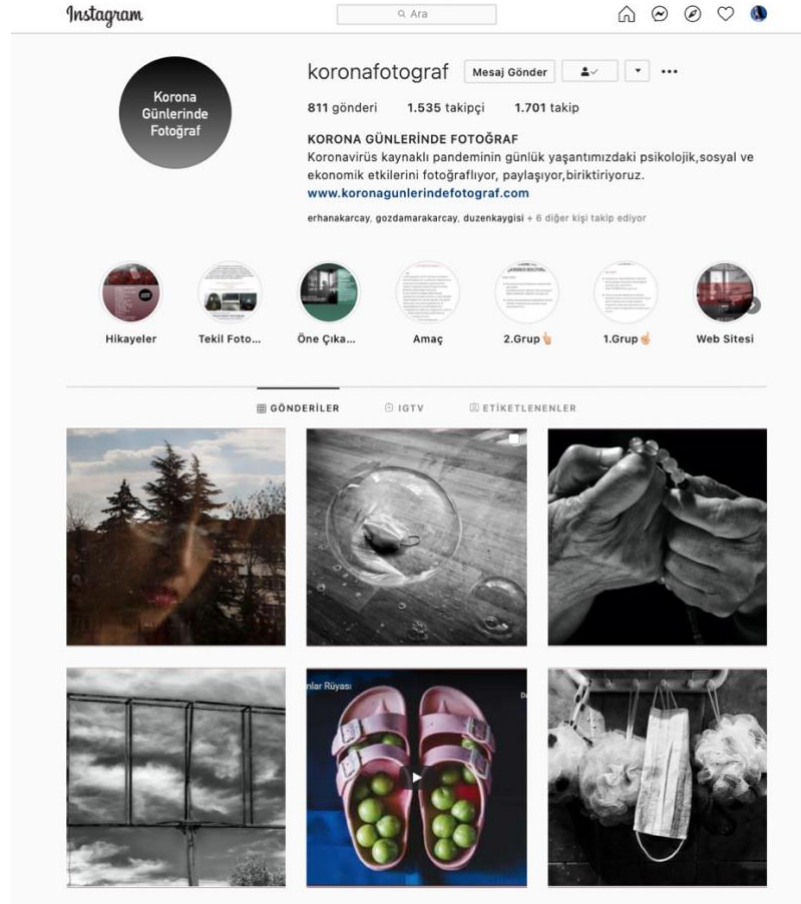 Instagram
Ara
Korona
Günlerinde
Fotoğraf
koronafotograf
Mesaj Gönder
811 gönderi 1.535 takipçi 1.701 takip
KORONA GÜNLERİNDE FOTOĞRAF
Koronavirüs kaynaklı pandeminin günlük yaşantımızdaki psikolojik,sosyal ve
ekonomik etkilerini fotoğraflıyor, paylaşıyor,biriktiriyoruz.
www.koronagunlerindefotograf.com
erhanakarcay, gozdamarakarcay, duzenkaygisi + 6 diğer kişi takip ediyor
Hikayeler Tekil Foto... Öne Çıka... Amaç 2.Grup👆 1.Grup☝ Web Sitesi
GÖNDERİLER IGTV ETİKETLENENLER
nlar Rüyası